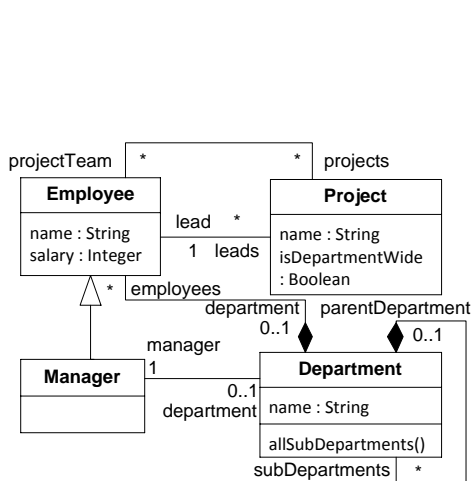 projectTeam * * projects
Employee
name : String
salary : Integer
Project
name : String
isDepartmentWide
: Boolean
lead *
1 leads
* employees
department
0..1
parentDepartment
0..1
manager
1
0..1
department
Manager
Department
name : String
allSubDepartments()
subDepartments *